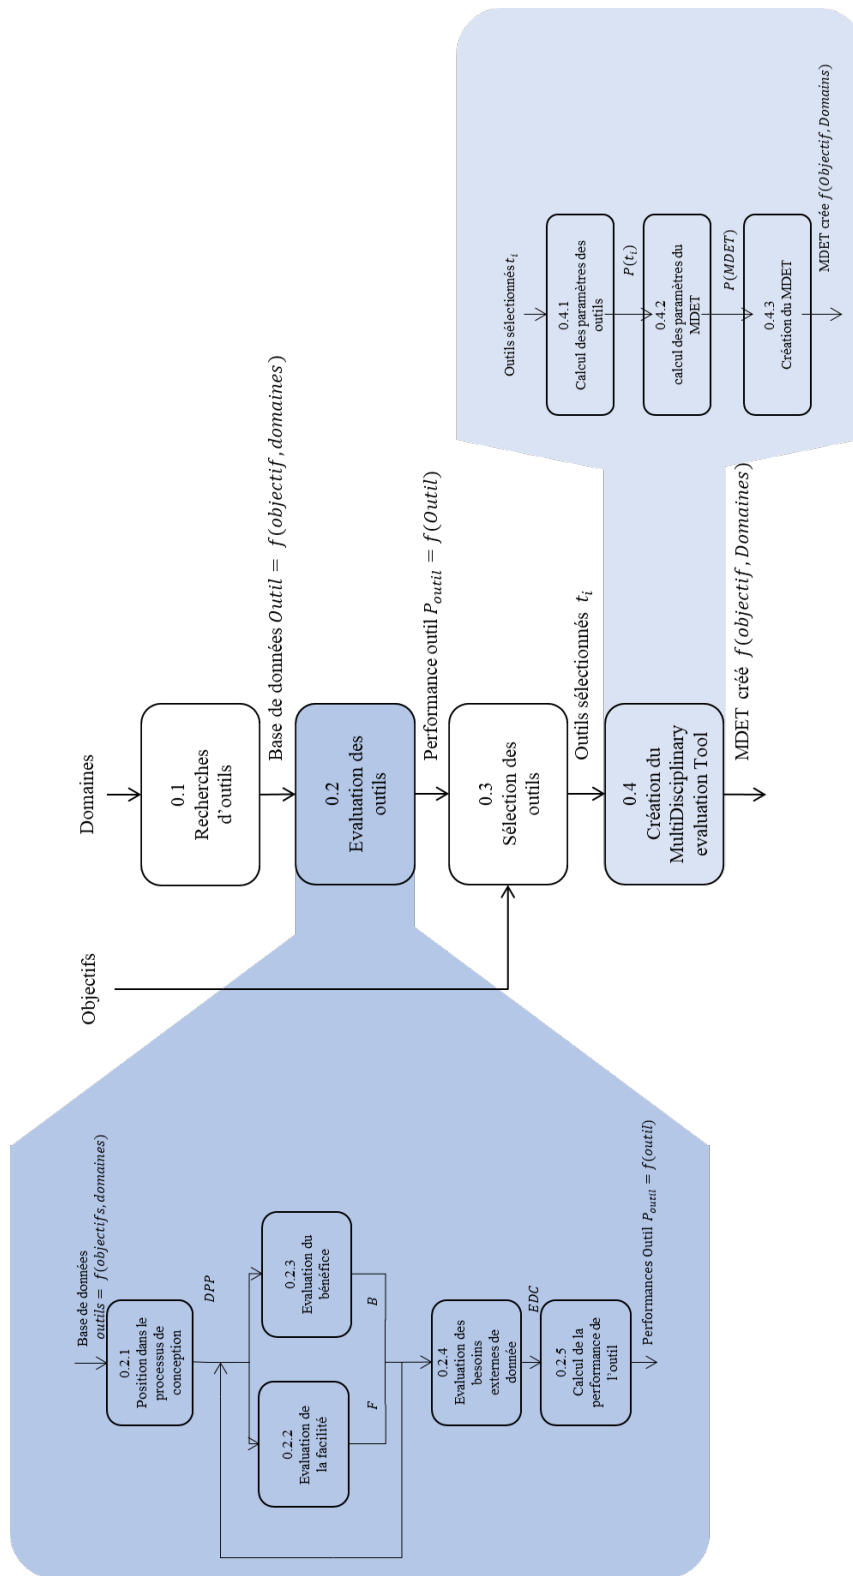 Base de données
outils = f(objectifs, domaines)
0.2.1
Position dans le
processus de
conception
DPP
0.2.2
Evaluation de
la facilité
0.2.3
Evaluation du
bénéfice
F
B
0.2.4
Evaluation des
besoins
externes de
donnée
EDC
0.2.5
Calcul de la
performance de
l'outil
Performances Outil P_outil = f(outil)
Objectifs
Domaines
0.1
Recherches
d'outils
Base de données Outil = f(objectif, domaines)
0.2
Evaluation des
outils
Performance outil P_outil = f(Outil)
0.3
Sélection des
outils
Outils sélectionnés t_i
0.4
Création du
MultiDisciplinary
evaluation Tool
MDET créé f(objectif, Domaines)
Outils sélectionnés t_i
0.4.1
Calcul des paramètres des
outils
P(t_i)
0.4.2
calcul des paramètres du
MDET
P(MDET)
0.4.3
Création du MDET
MDET crée f(Objectif, Domains)